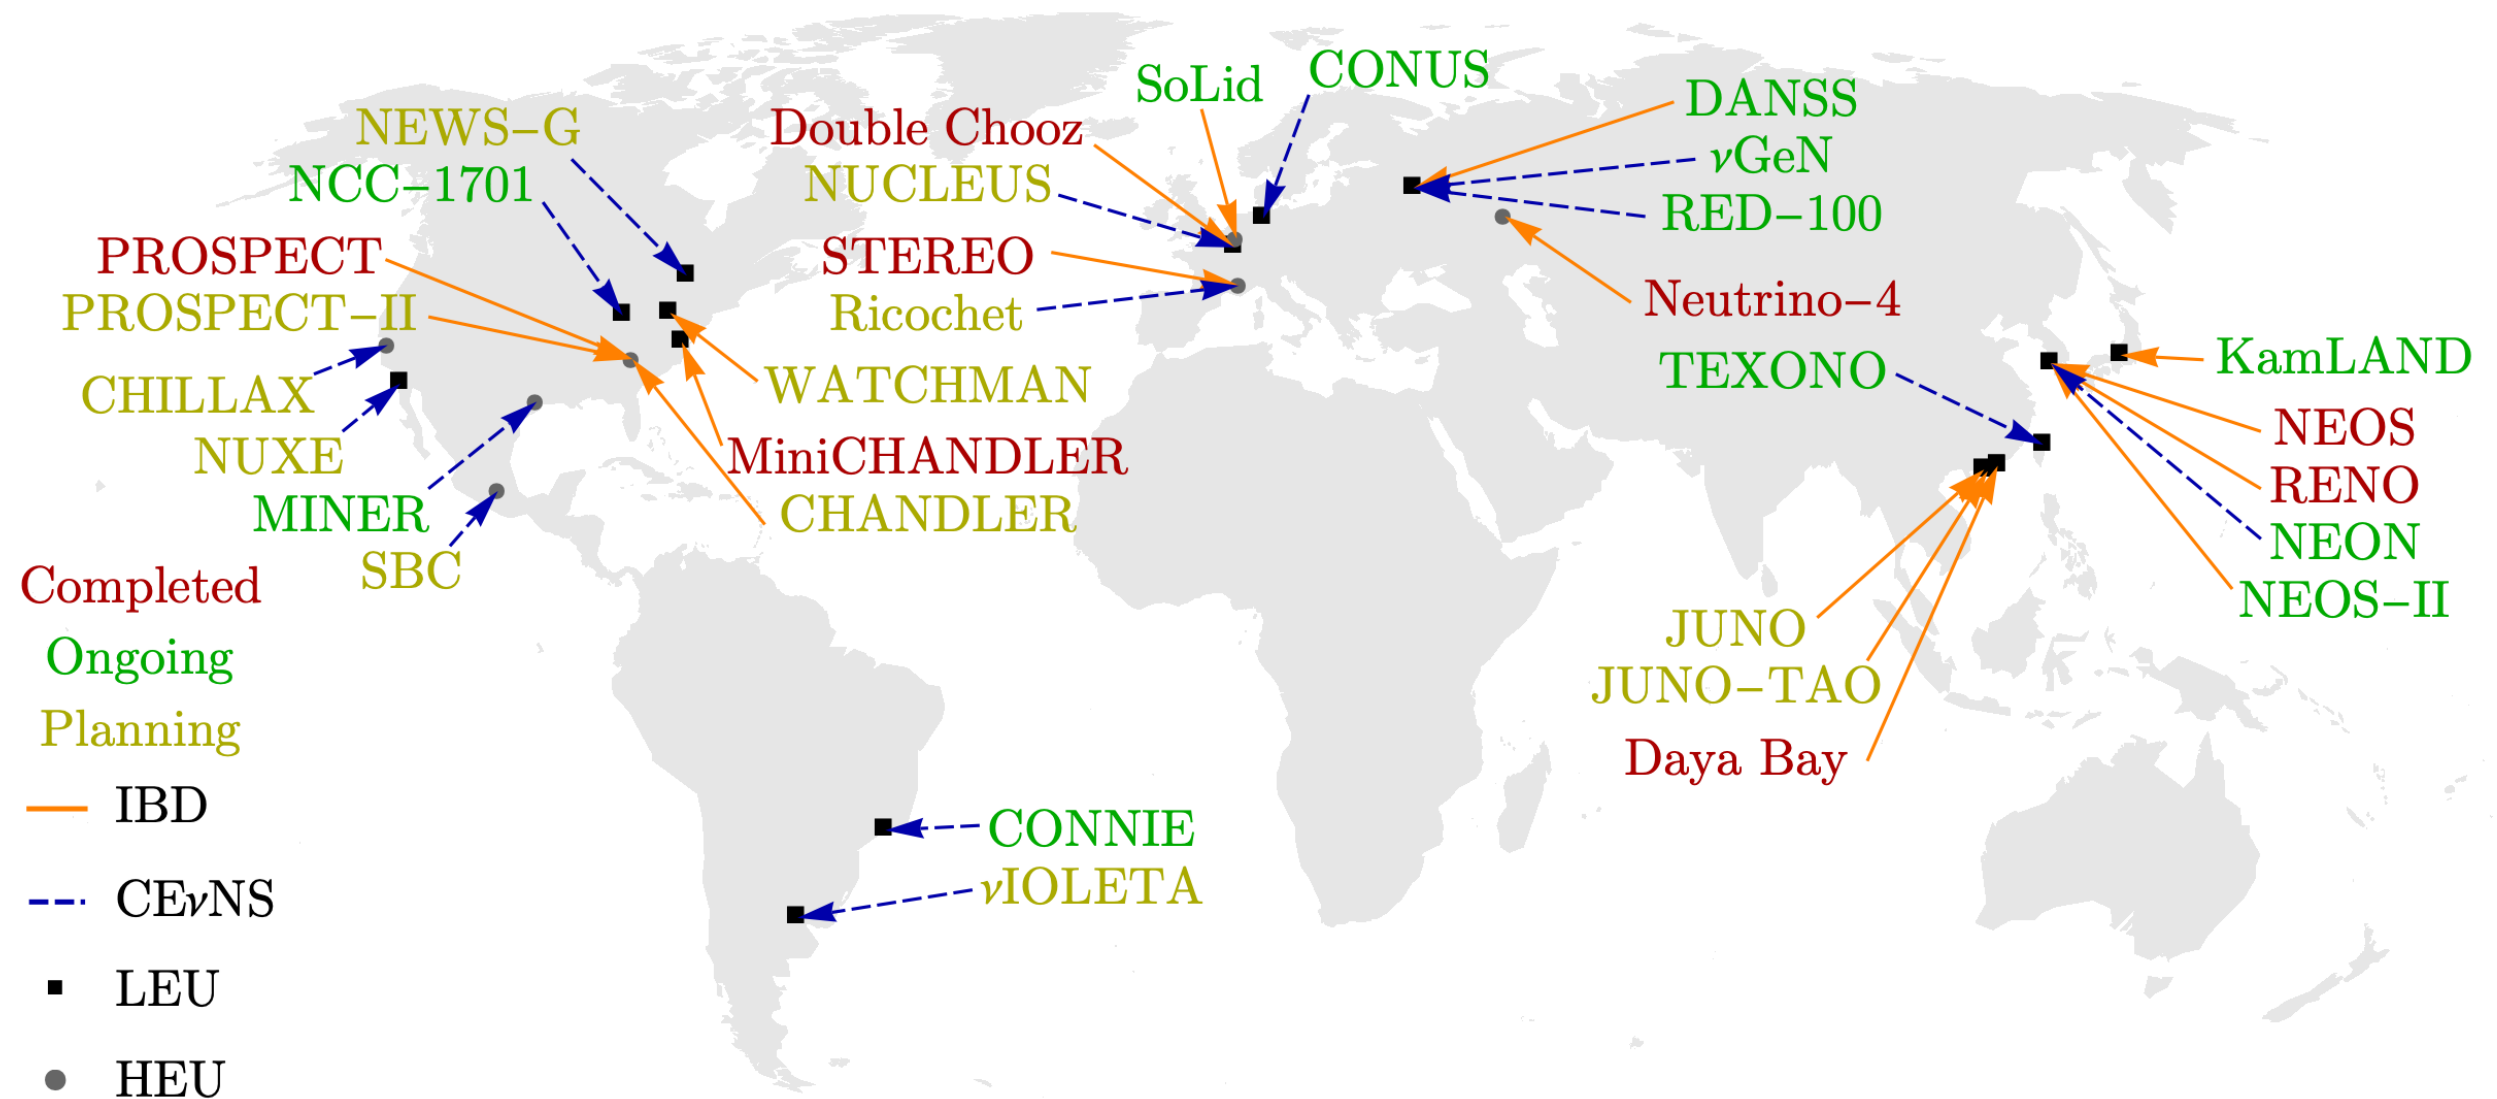 SoLid
CONUS
NEWS–G
NCC–1701
Double Chooz
NUCLEUS
DANSS
νGeN
RED–100
PROSPECT
PROSPECT–II
STEREO
Ricochet
Neutrino–4
CHILLAX
NUXE
MINER
SBC
WATCHMAN
MiniCHANDLER
CHANDLER
TEXONO
KamLAND
NEOS
RENO
NEON
NEOS–II
JUNO
JUNO–TAO
Daya Bay
CONNIE
νIOLETA
Completed
Ongoing
Planning
IBD
CEνNS
LEU
HEU